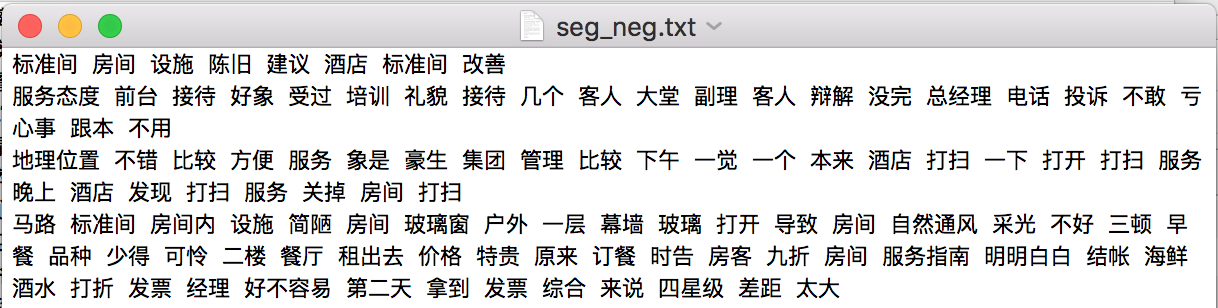 seg_neg.txt
标准间 房间 设施 陈旧 建议 酒店 标准间 改善
服务态度 前台 接待 好象 受过 培训 礼貌 接待 几个 客人 大堂 副理 客人 辩解 没完 总经理 电话 投诉 不敢 亏
心事 跟本 不用
地理位置 不错 比较 方便 服务 象是 豪生 集团 管理 比较 下午 一觉 一个 本来 酒店 打扫 一下 打开 打扫 服务
晚上 酒店 发现 打扫 服务 关掉 房间 打扫
马路 标准间 房间内 设施 简陋 房间 玻璃窗 户外 一层 幕墙 玻璃 打开 导致 房间 自然通风 采光 不好 三顿 早
餐 品种 少得 可怜 二楼 餐厅 租出去 价格 特贵 原来 订餐 时告 房客 九折 房间 服务指南 明明白白 结帐 海鲜
酒水 打折 发票 经理 好不容易 第二天 拿到 发票 综合 来说 四星级 差距 太大